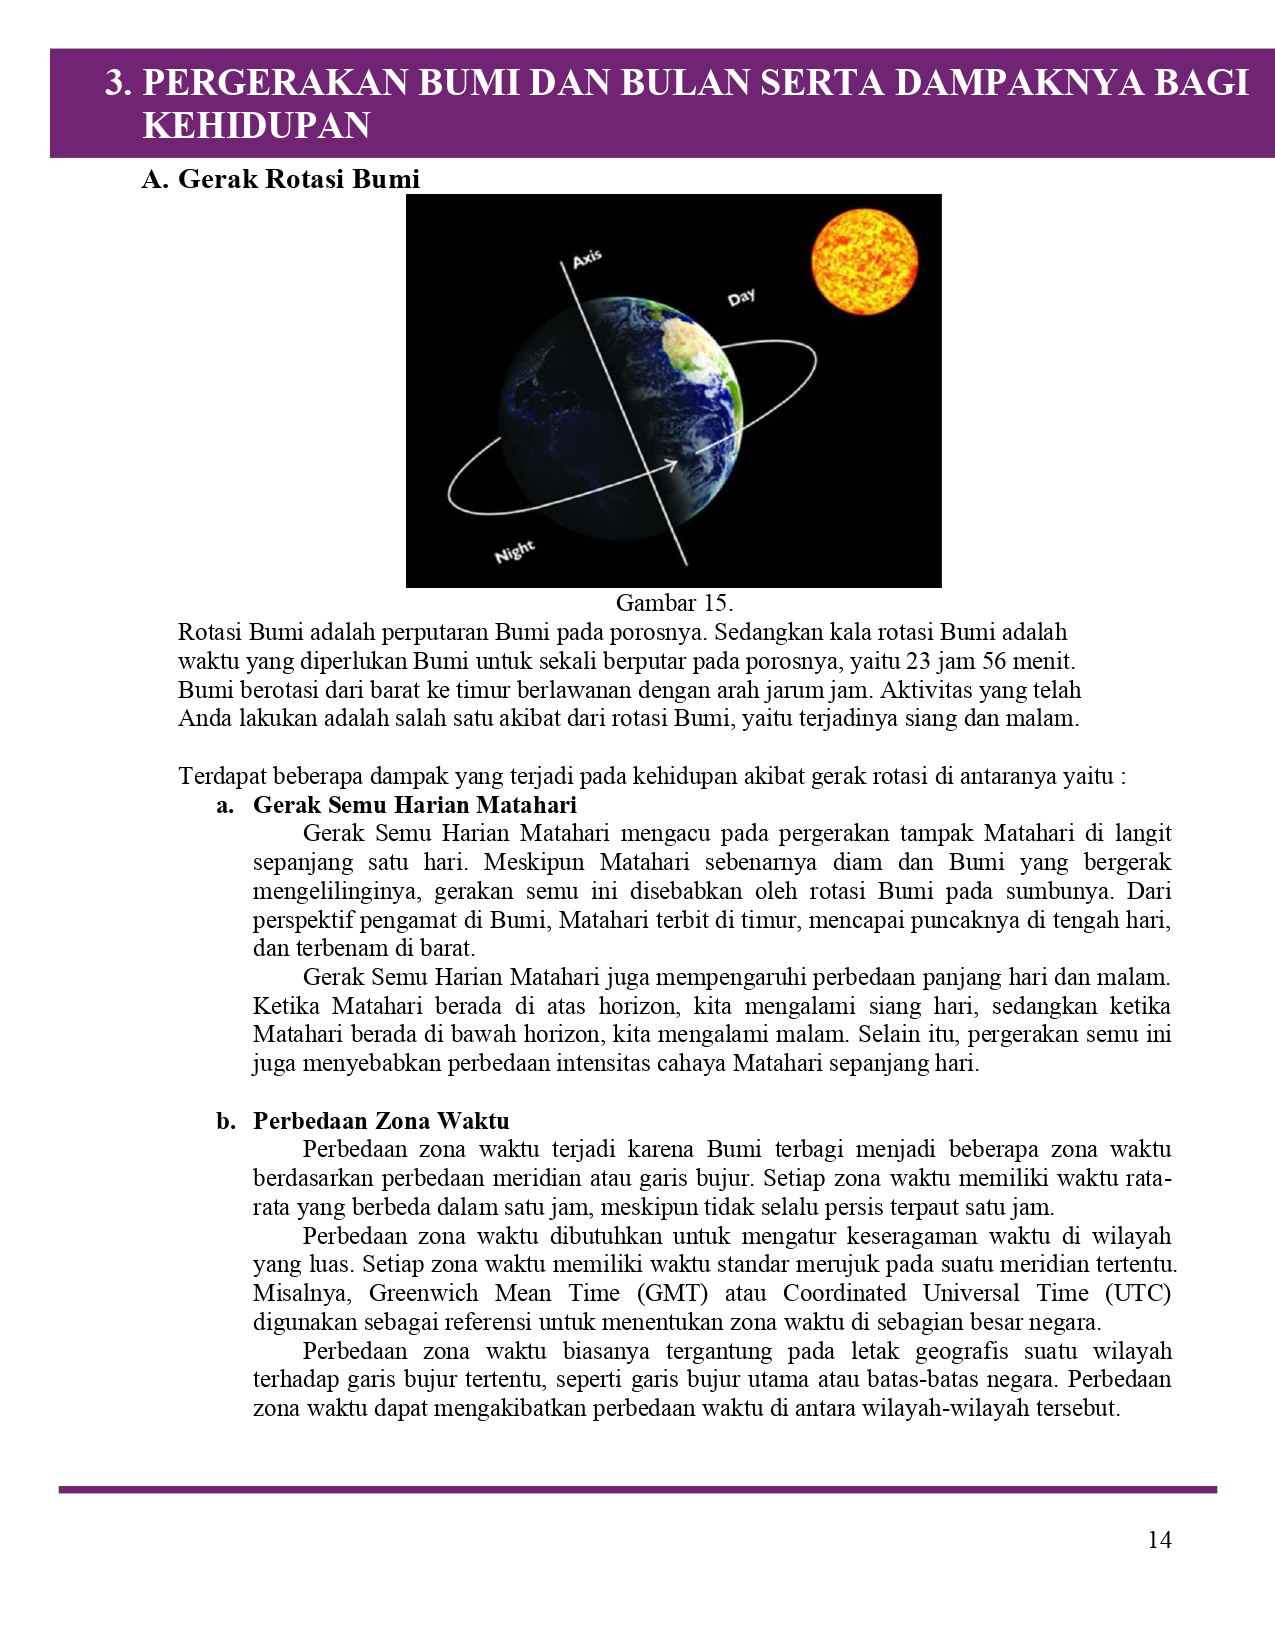 3. PERGERAKAN BUMI DAN BULAN SERTA DAMPAKNYA BAGI
KEHIDUPAN
A. Gerak Rotasi Bumi
Axis
Day
Night
Gambar 15.
Rotasi Bumi adalah perputaran Bumi pada porosnya. Sedangkan kala rotasi Bumi adalah
waktu yang diperlukan Bumi untuk sekali berputar pada porosnya, yaitu 23 jam 56 menit.
Bumi berotasi dari barat ke timur berlawanan dengan arah jarum jam. Aktivitas yang telah
Anda lakukan adalah salah satu akibat dari rotasi Bumi, yaitu terjadinya siang dan malam.
Terdapat beberapa dampak yang terjadi pada kehidupan akibat gerak rotasi di antaranya yaitu :
a. Gerak Semu Harian Matahari
Gerak Semu Harian Matahari mengacu pada pergerakan tampak Matahari di langit
sepanjang satu hari. Meskipun Matahari sebenarnya diam dan Bumi yang bergerak
mengelilinginya, gerakan semu ini disebabkan oleh rotasi Bumi pada sumbunya. Dari
perspektif pengamat di Bumi, Matahari terbit di timur, mencapai puncaknya di tengah hari,
dan terbenam di barat.
Gerak Semu Harian Matahari juga mempengaruhi perbedaan panjang hari dan malam.
Ketika Matahari berada di atas horizon, kita mengalami siang hari, sedangkan ketika
Matahari berada di bawah horizon, kita mengalami malam. Selain itu, pergerakan semu ini
juga menyebabkan perbedaan intensitas cahaya Matahari sepanjang hari.
b. Perbedaan Zona Waktu
Perbedaan zona waktu terjadi karena Bumi terbagi menjadi beberapa zona waktu
berdasarkan perbedaan meridian atau garis bujur. Setiap zona waktu memiliki waktu rata-
rata yang berbeda dalam satu jam, meskipun tidak selalu persis terpaut satu jam.
Perbedaan zona waktu dibutuhkan untuk mengatur keseragaman waktu di wilayah
yang luas. Setiap zona waktu memiliki waktu standar merujuk pada suatu meridian tertentu.
Misalnya, Greenwich Mean Time (GMT) atau Coordinated Universal Time (UTC)
digunakan sebagai referensi untuk menentukan zona waktu di sebagian besar negara.
Perbedaan zona waktu biasanya tergantung pada letak geografis suatu wilayah
terhadap garis bujur tertentu, seperti garis bujur utama atau batas-batas negara. Perbedaan
zona waktu dapat mengakibatkan perbedaan waktu di antara wilayah-wilayah tersebut.
14